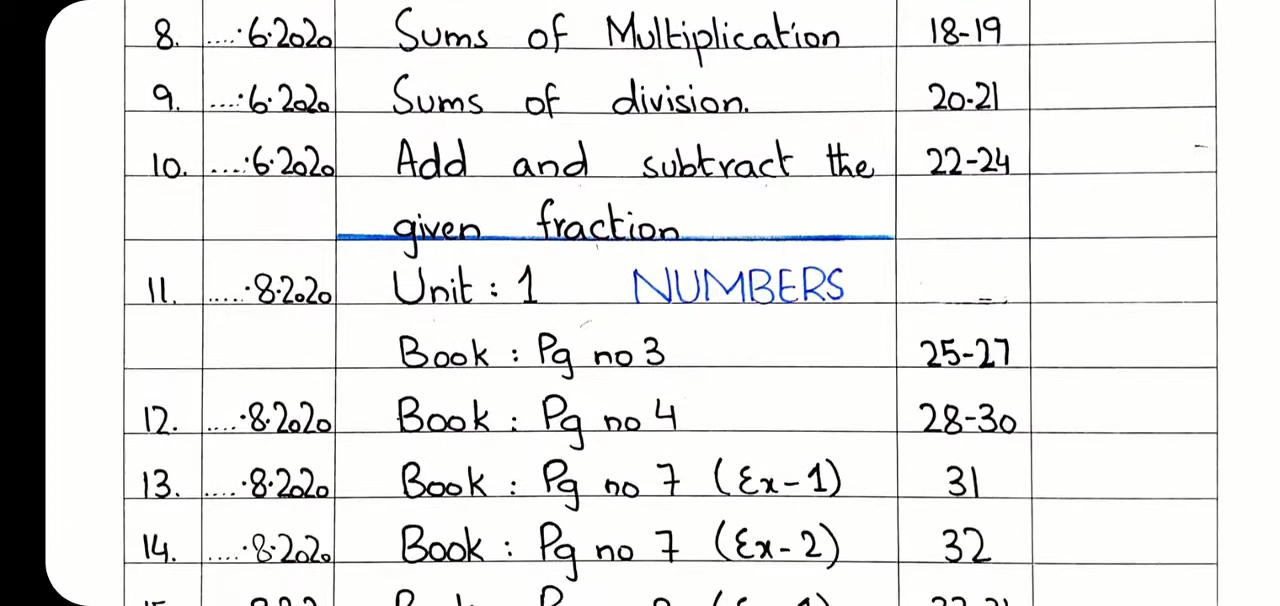 8. ....·6·2020 Sums of Multiplication 18-19
9. ...·6·2020 Sums of division. 20-21
10. ....·6·2020 Add and subtract the 22-24
given fraction
11. .....·8·2020 Unit : 1 NUMBERS
Book : Pg no 3 25-27
12. ....·8·2020 Book : Pg no 4 28-30
13. ....·8·2020 Book : Pg no 7 (Ex-1) 31
14. ....·8·2020 Book : Pg no 7 (Ex-2) 32